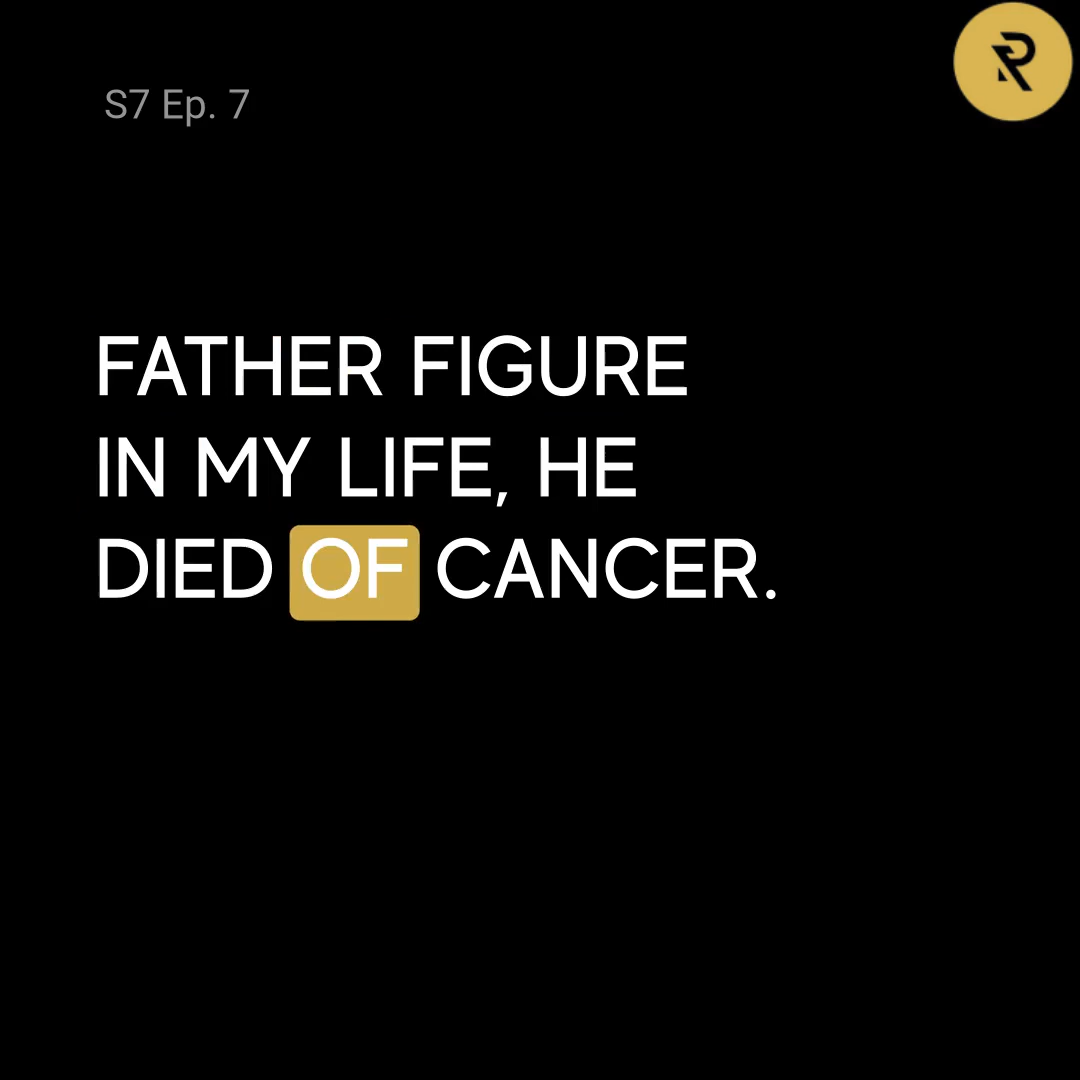 S7 Ep. 7
FATHER FIGURE
IN MY LIFE, HE
DIED OF CANCER.